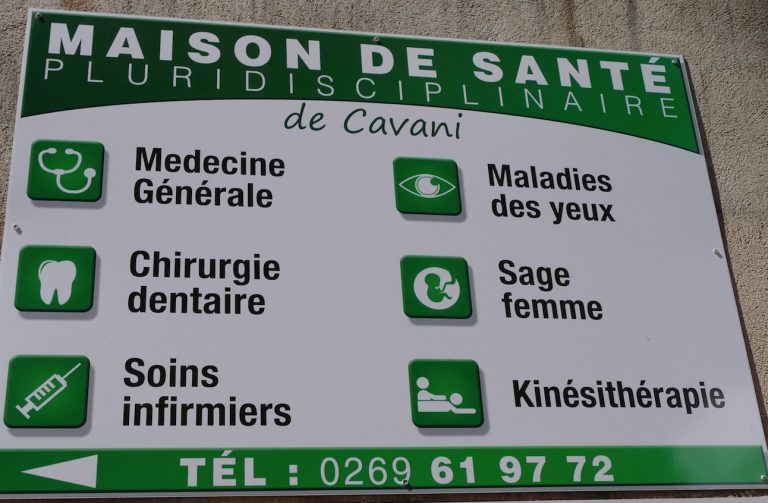 MAISON DE SANTÉ
PLURIDISCIPLINAIRE
de Cavani
Medecine
Générale
Maladies
des yeux
Chirurgie
dentaire
Sage
femme
Soins
infirmiers
Kinésithérapie
TÉL : 0269 61 97 72